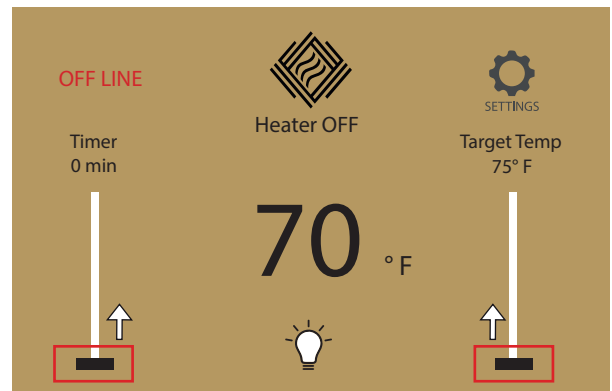 OFF LINE
Heater OFF
SETTINGS
Timer
0 min
Target Temp
75° F
70 ° F